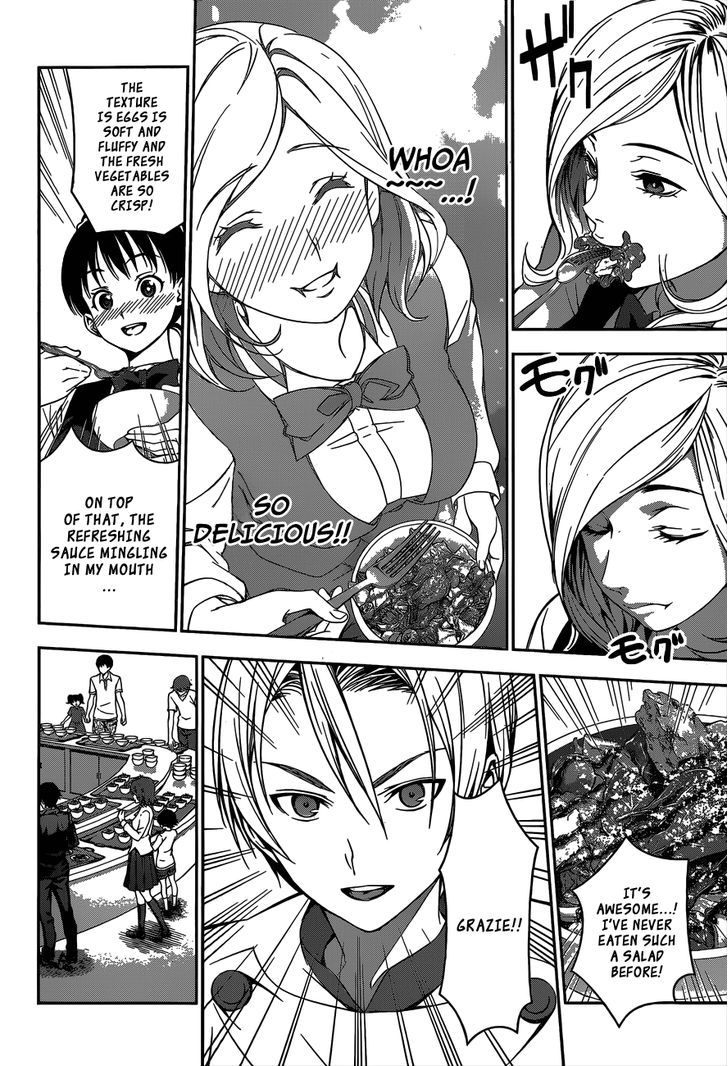 モグ
モグ
モグ
WHOA
~~~~....!
SO
DELICIOUS!!
THE
TEXTURE
IS EGGS IS
SOFT AND
FLUFFY AND
THE FRESH
VEGETABLES
ARE SO
CRISP!
ON TOP
OF THAT, THE
REFRESHING
SAUCE MINGLING
IN MY MOUTH
...
IT'S
AWESOME...!
I'VE NEVER
EATEN SUCH
A SALAD
BEFORE!
GRAZIE!!